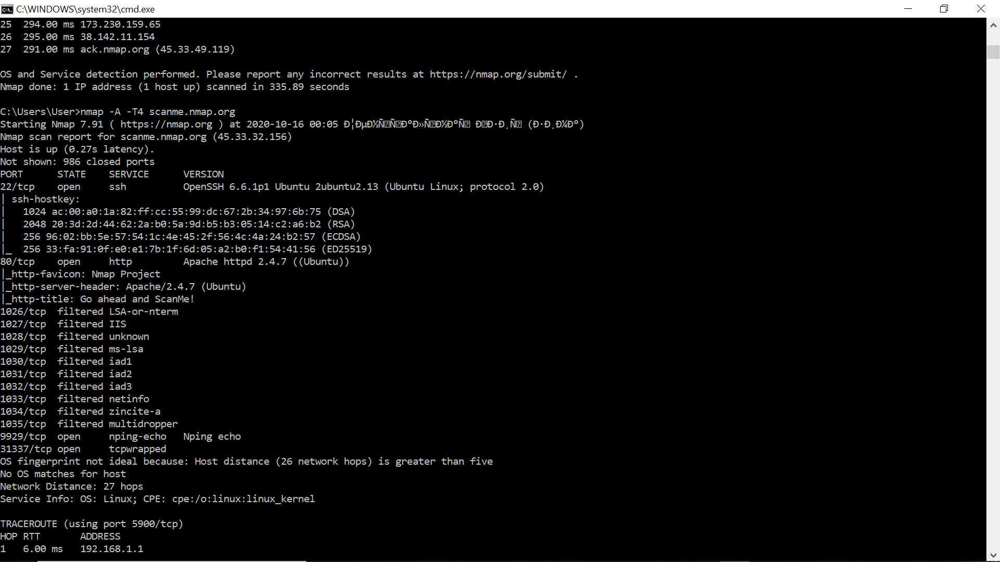 C:\WINDOWS\system32\cmd.exe
25  294.00 ms 173.230.159.65
26  295.00 ms 38.142.11.154
27  291.00 ms ack.nmap.org (45.33.49.119)
OS and Service detection performed. Please report any incorrect results at https://nmap.org/submit/ .
Nmap done: 1 IP address (1 host up) scanned in 335.89 seconds
C:\Users\User>nmap -A -T4 scanme.nmap.org
Starting Nmap 7.91 ( https://nmap.org ) at 2020-10-16 00:05
Nmap scan report for scanme.nmap.org (45.33.32.156)
Host is up (0.27s latency).
Not shown: 986 closed ports
PORT      STATE    SERVICE      VERSION
22/tcp    open     ssh          OpenSSH 6.6.1p1 Ubuntu 2ubuntu2.13 (Ubuntu Linux; protocol 2.0)
| ssh-hostkey:
|   1024 ac:00:a0:1a:82:ff:cc:55:99:dc:67:2b:34:97:6b:75 (DSA)
|   2048 20:3d:2d:44:62:2a:b0:5a:9d:b5:b3:05:14:c2:a6:b2 (RSA)
|   256 96:02:bb:5e:57:54:1c:4e:45:2f:56:4c:4a:24:b2:57 (ECDSA)
|_  256 33:fa:91:0f:e0:e1:7b:1f:6d:05:a2:b0:f1:54:41:56 (ED25519)
80/tcp    open     http         Apache httpd 2.4.7 ((Ubuntu))
|_http-favicon: Nmap Project
|_http-server-header: Apache/2.4.7 (Ubuntu)
|_http-title: Go ahead and ScanMe!
1026/tcp  filtered LSA-or-nterm
1027/tcp  filtered IIS
1028/tcp  filtered unknown
1029/tcp  filtered ms-lsa
1030/tcp  filtered iad1
1031/tcp  filtered iad2
1032/tcp  filtered iad3
1033/tcp  filtered netinfo
1034/tcp  filtered zincite-a
1035/tcp  filtered multidropper
9929/tcp  open     nping-echo   Nping echo
31337/tcp open     tcpwrapped
OS fingerprint not ideal because: Host distance (26 network hops) is greater than five
No OS matches for host
Network Distance: 27 hops
Service Info: OS: Linux; CPE: cpe:/o:linux:linux_kernel
TRACEROUTE (using port 5900/tcp)
HOP RTT       ADDRESS
1   6.00 ms   192.168.1.1